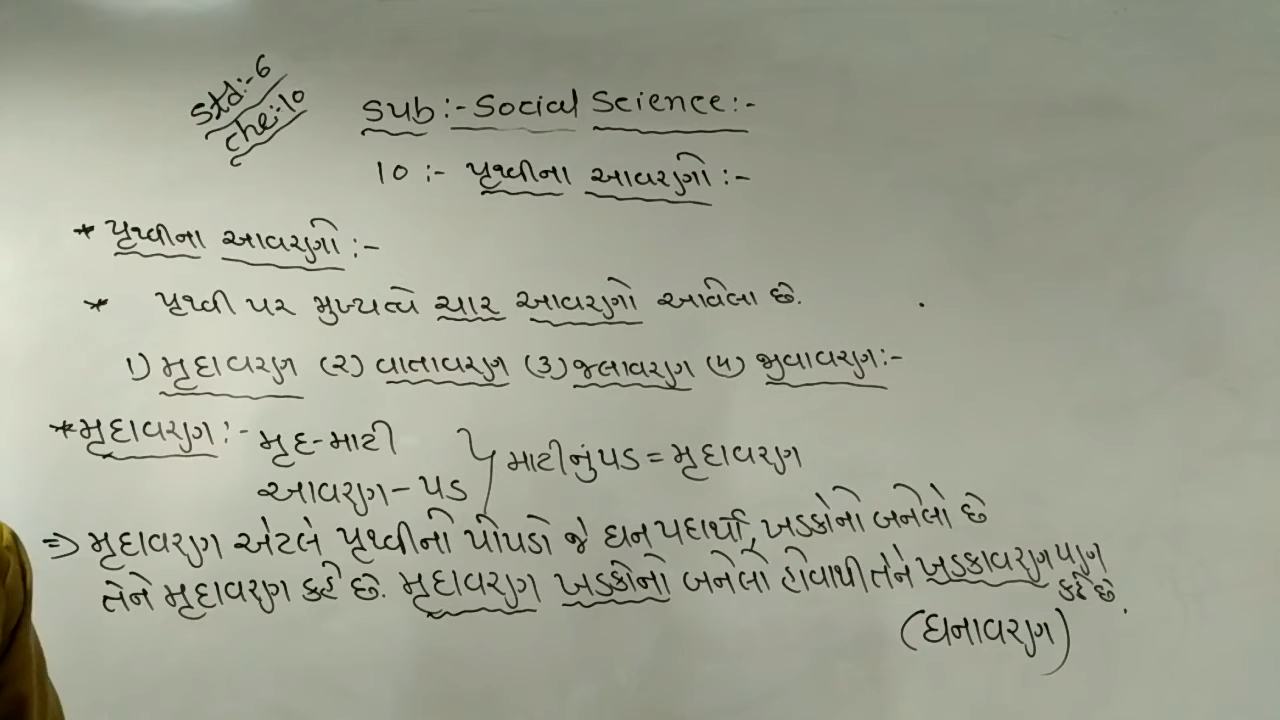 Std:-6
Che:-10
Sub:- Social Science:-
10:- પૃથ્વીના આવરણો:-
* પૃથ્વીના આવરણો:-
* પૃથ્વી પર મુખ્યત્વે ચાર આવરણો આવેલા છે.
1) મૃદાવરણ (૨) વાતાવરણ (૩) જલાવરણ (૪) જીવાવરણ:-
* મૃદાવરણ:- મૃદ-માટી
આવરણ - પડ } માટીનું પડ = મૃદાવરણ
⇒ મૃદાવરણ એટલે પૃથ્વીનો પોપડો જે ઘન પદાર્થો, ખડકોનો બનેલો છે
તેને મૃદાવરણ કહે છે. મૃદાવરણ ખડકોનો બનેલો હોવાથી તેને ખડકાવરણ પણ
કહે છે.
(ઘનાવરણ)